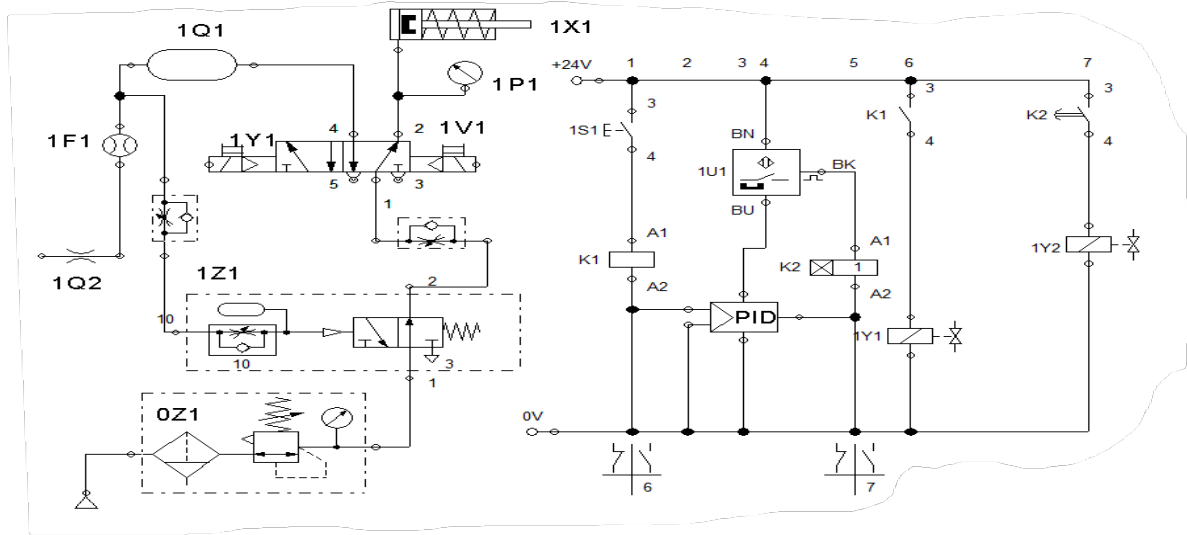 1Q1
1X1
1P1
1F1
1Y1 4 2 1V1
5 3
1
1Q2
1Z1
2
10
10
3
1
0Z1
+24V 1 2 3 4 5 6 7
3 3 3
1S1 K1 K2
4 4 4
BN
1U1 BK
BU
A1 A1
K1 K2 1 1Y2
A2 A2
PID
1Y1
0V
6 7